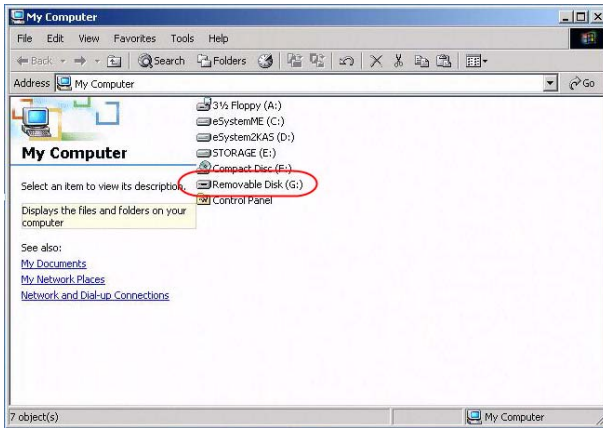 My Computer
File Edit View Favorites Tools Help
Back Search Folders
Address My Computer Go
3½ Floppy (A:)
eSystemME (C:)
eSystem2KAS (D:)
STORAGE (E:)
Compact Disc (F:)
Removable Disk (G:)
Control Panel
My Computer
Select an item to view its description.
Displays the files and folders on your
computer
See also:
My Documents
My Network Places
Network and Dial-up Connections
7 object(s) My Computer